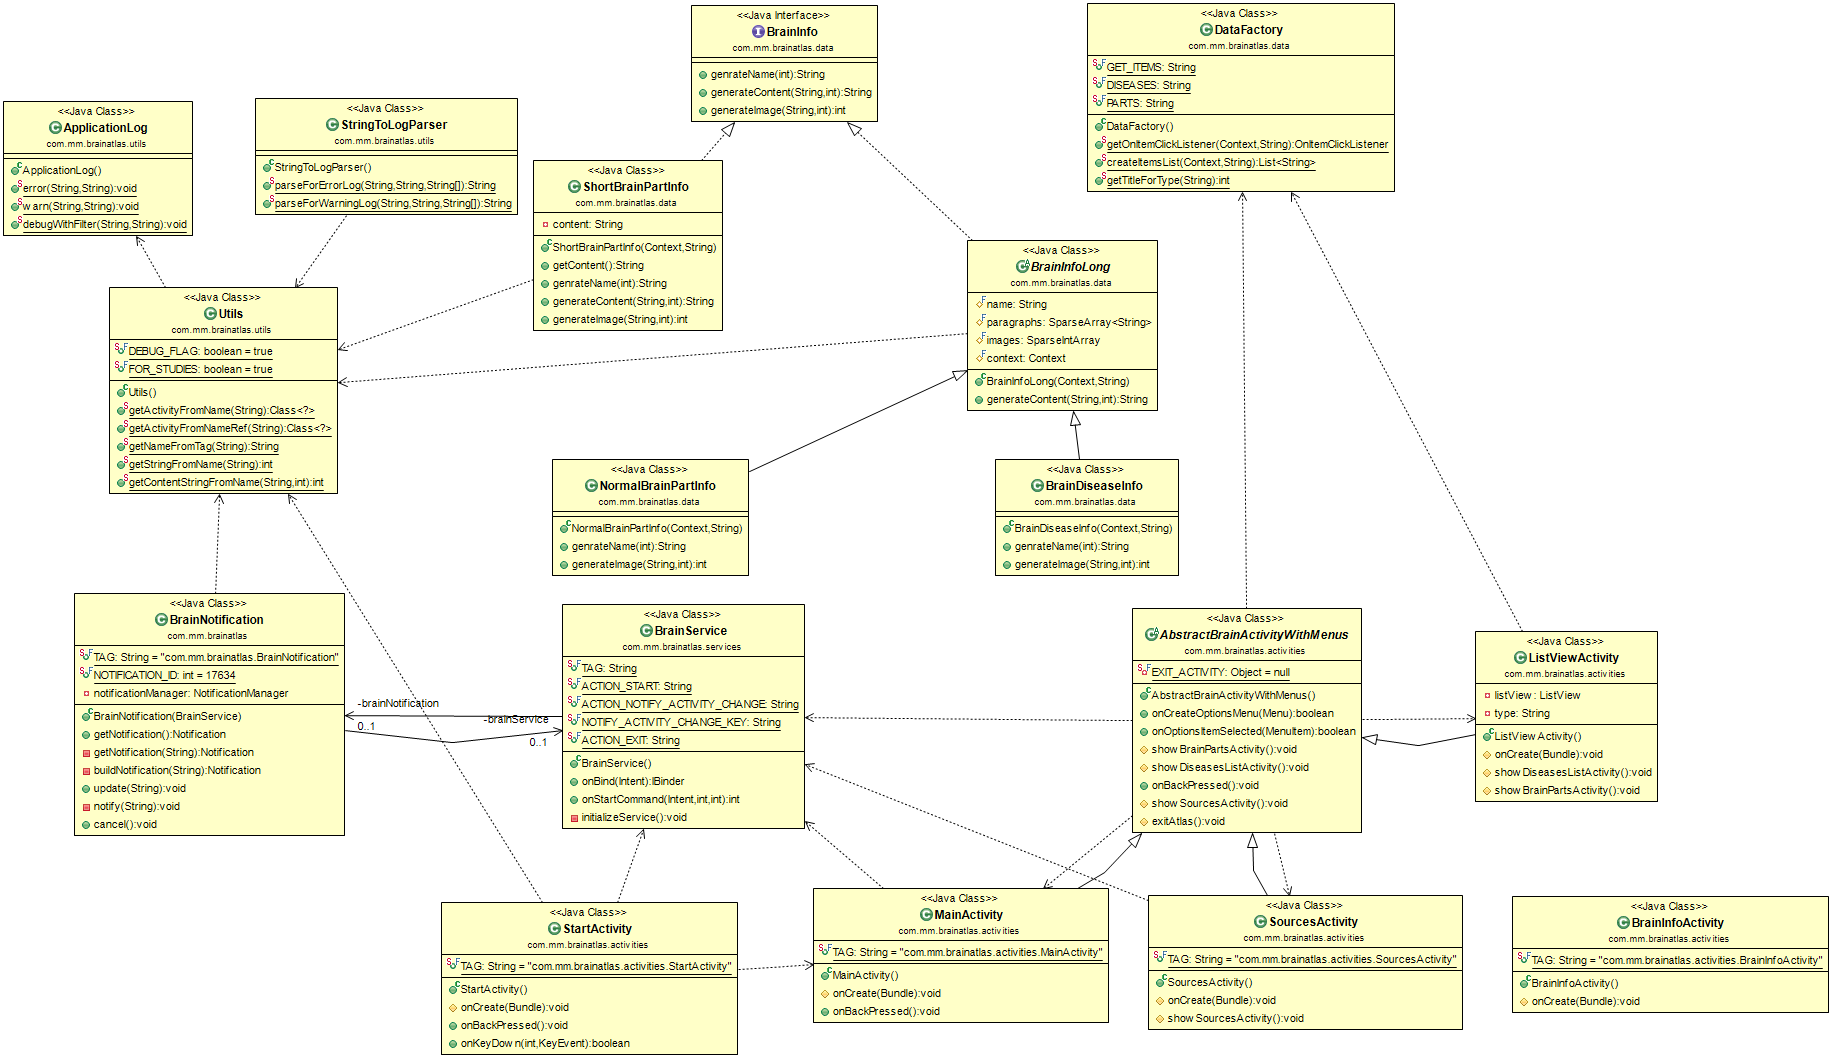 <<Java Interface>>
BrainInfo
com.mm.brainatlas.data
genrateName(int):String
generateContent(String,int):String
generateImage(String,int):int
<<Java Class>>
DataFactory
com.mm.brainatlas.data
GET_ITEMS: String
DISEASES: String
PARTS: String
DataFactory()
getOnItemClickListener(Context,String):OnItemClickListener
createItemsList(Context,String):List<String>
getTitleForType(String):int
<<Java Class>>
ApplicationLog
com.mm.brainatlas.utils
ApplicationLog()
error(String,String):void
warn(String,String):void
debugWithFilter(String,String):void
<<Java Class>>
StringToLogParser
com.mm.brainatlas.utils
StringToLogParser()
parseForErrorLog(String,String,String[]):String
parseForWarningLog(String,String,String[]):String
<<Java Class>>
ShortBrainPartInfo
com.mm.brainatlas.data
content: String
ShortBrainPartInfo(Context,String)
getContent():String
genrateName(int):String
generateContent(String,int):String
generateImage(String,int):int
<<Java Class>>
BrainInfoLong
com.mm.brainatlas.data
name: String
paragraphs: SparseArray<String>
images: SparseIntArray
context: Context
BrainInfoLong(Context,String)
generateContent(String,int):String
<<Java Class>>
Utils
com.mm.brainatlas.utils
DEBUG_FLAG: boolean = true
FOR_STUDIES: boolean = true
Utils()
getActivityFromName(String):Class<?>
getActivityFromNameRef(String):Class<?>
getNameFromTag(String):String
getStringFromName(String):int
getContentStringFromName(String,int):int
<<Java Class>>
NormalBrainPartInfo
com.mm.brainatlas.data
NormalBrainPartInfo(Context,String)
genrateName(int):String
generateImage(String,int):int
<<Java Class>>
BrainDiseaseInfo
com.mm.brainatlas.data
BrainDiseaseInfo(Context,String)
genrateName(int):String
generateImage(String,int):int
<<Java Class>>
BrainNotification
com.mm.brainatlas
TAG: String = "com.mm.brainatlas.BrainNotification"
NOTIFICATION_ID: int = 17634
notificationManager: NotificationManager
BrainNotification(BrainService)
getNotification():Notification
getNotification(String):Notification
buildNotification(String):Notification
update(String):void
notify(String):void
cancel():void
-brainNotification
0..1
-brainService
0..1
<<Java Class>>
BrainService
com.mm.brainatlas.services
TAG: String
ACTION_START: String
ACTION_NOTIFY_ACTIVITY_CHANGE: String
NOTIFY_ACTIVITY_CHANGE_KEY: String
ACTION_EXIT: String
BrainService()
onBind(Intent):IBinder
onStartCommand(Intent,int,int):int
initializeService():void
<<Java Class>>
AbstractBrainActivityWithMenus
com.mm.brainatlas.activities
EXIT_ACTIVITY: Object = null
AbstractBrainActivityWithMenus()
onCreateOptionsMenu(Menu):boolean
onOptionsItemSelected(MenuItem):boolean
showBrainPartsActivity():void
showDiseasesListActivity():void
onBackPressed():void
showSourcesActivity():void
exitAtlas():void
<<Java Class>>
ListViewActivity
com.mm.brainatlas.activities
listView: ListView
type: String
ListViewActivity()
onCreate(Bundle):void
showDiseasesListActivity():void
showBrainPartsActivity():void
<<Java Class>>
StartActivity
com.mm.brainatlas.activities
TAG: String = "com.mm.brainatlas.activities.StartActivity"
StartActivity()
onCreate(Bundle):void
onBackPressed():void
onKeyDown(int,KeyEvent):boolean
<<Java Class>>
MainActivity
com.mm.brainatlas.activities
TAG: String = "com.mm.brainatlas.activities.MainActivity"
MainActivity()
onCreate(Bundle):void
onBackPressed():void
<<Java Class>>
SourcesActivity
com.mm.brainatlas.activities
TAG: String = "com.mm.brainatlas.activities.SourcesActivity"
SourcesActivity()
onCreate(Bundle):void
showSourcesActivity():void
<<Java Class>>
BrainInfoActivity
com.mm.brainatlas.activities
TAG: String = "com.mm.brainatlas.activities.BrainInfoActivity"
BrainInfoActivity()
onCreate(Bundle):void